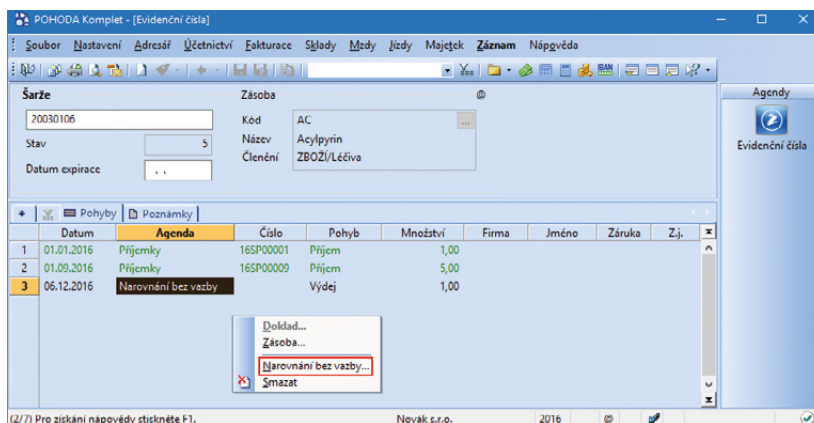 POHODA Komplet - [Evidenční čísla]
Soubor Nastavení Adresář Účetnictví Fakturace Sklady Mzdy Jízdy Majetek Záznam Nápověda
IBAN
Šarže
20030106
Stav 5
Datum expirace . .
Zásoba @
Kód AC ...
Název Acylpyrin
Členění ZBOŽÍ/Léčiva
Agendy
Evidenční čísla
* Pohyby Poznámky
Datum Agenda Číslo Pohyb Množství Firma Jméno Záruka Z.j.
1 01.01.2016 Příjemky 16SP00001 Příjem 1,00
2 01.09.2016 Příjemky 16SP00009 Příjem 5,00
3 06.12.2016 Narovnání bez vazby Výdej 1,00
Doklad...
Zásoba...
Narovnání bez vazby...
Smazat
(2/7) Pro získání nápovědy stiskněte F1. Novák s.r.o. 2016 @